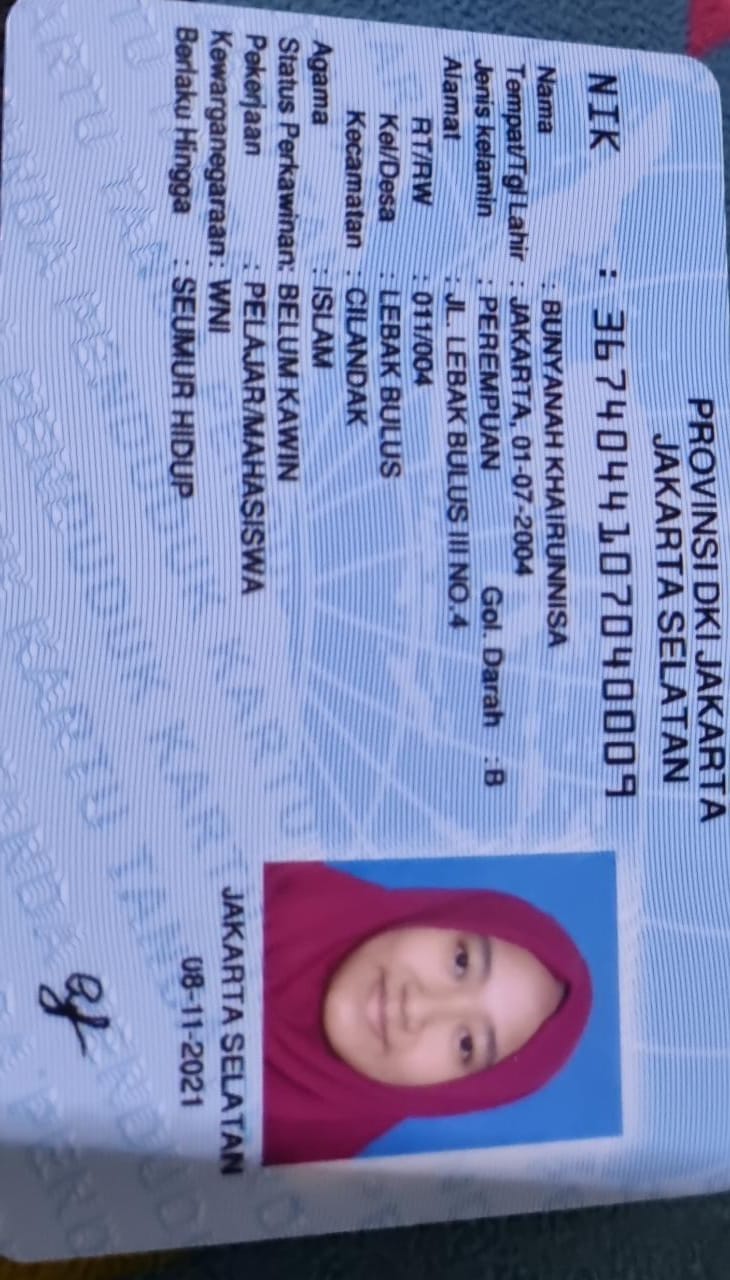 PROVINSI DKI JAKARTA
JAKARTA SELATAN
NIK : 3674044107040009
Nama : BUNYANAH KHAIRUNNISA
Tempat/Tgl Lahir : JAKARTA, 01-07-2004
Jenis kelamin : PEREMPUAN Gol. Darah : B
Alamat : JL. LEBAK BULUS III NO.4
RT/RW : 011/004
Kel/Desa : LEBAK BULUS
Kecamatan : CILANDAK
Agama : ISLAM
Status Perkawinan: BELUM KAWIN
Pekerjaan : PELAJAR/MAHASISWA
Kewarganegaraan: WNI
Berlaku Hingga : SEUMUR HIDUP
JAKARTA SELATAN
08-11-2021